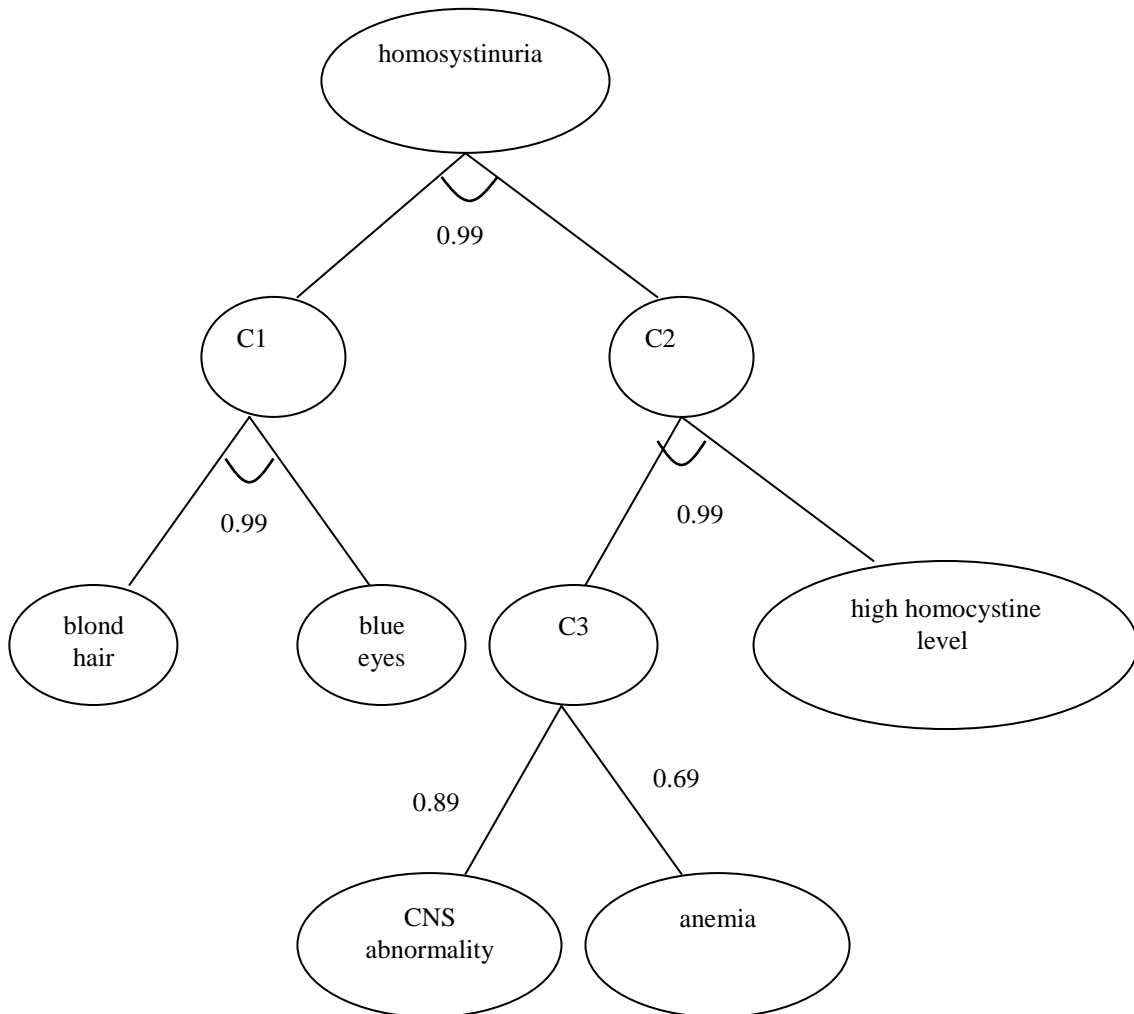 homosystinuria
0.99
C1
C2
0.99
0.99
blond
hair
blue
eyes
C3
high homocystine
level
0.89
0.69
CNS
abnormality
anemia